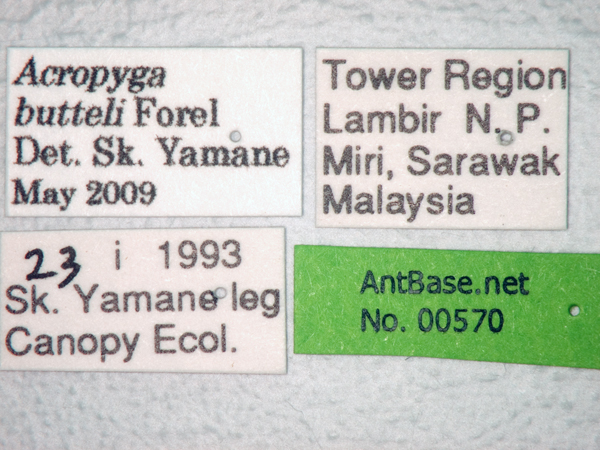 Acropyga
butteli Forel
Det. Sk. Yamane
May 2009
Tower Region
Lambir N. P.
Miri, Sarawak
Malaysia
23 i 1993
Sk. Yamane leg
Canopy Ecol.
AntBase.net
No. 00570